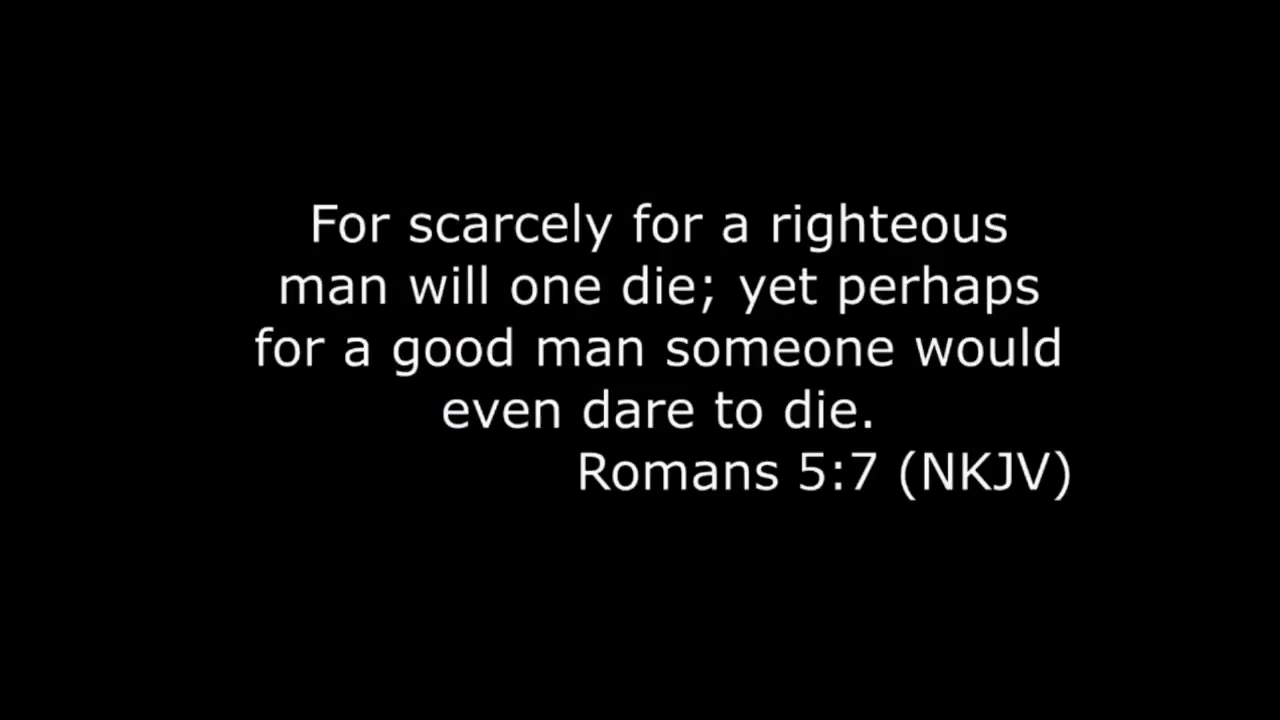 For scarcely for a righteous
man will one die; yet perhaps
for a good man someone would
even dare to die.
Romans 5:7 (NKJV)